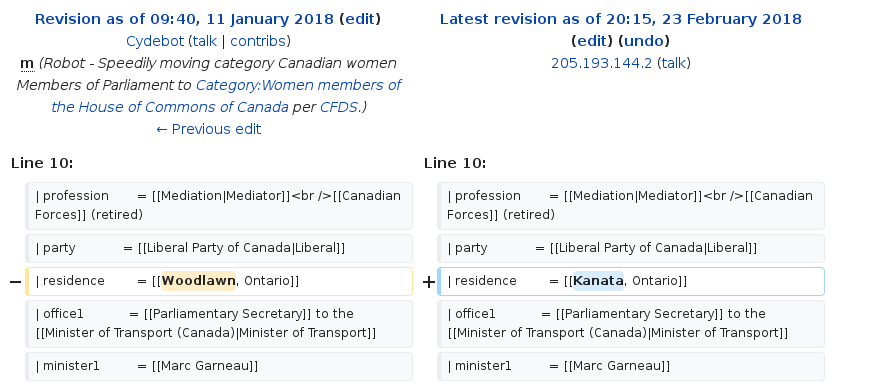 Revision as of 09:40, 11 January 2018 (edit)
Cydebot (talk | contribs)
m (Robot - Speedily moving category Canadian women
Members of Parliament to Category:Women members of
the House of Commons of Canada per CFDS.)
← Previous edit
Latest revision as of 20:15, 23 February 2018
(edit) (undo)
205.193.144.2 (talk)
Line 10:
Line 10:
| profession = [[Mediation|Mediator]]<br />[[Canadian
Forces]] (retired)
| profession = [[Mediation|Mediator]]<br />[[Canadian
Forces]] (retired)
| party = [[Liberal Party of Canada|Liberal]]
| party = [[Liberal Party of Canada|Liberal]]
− | residence = [[Woodlawn, Ontario]]
+ | residence = [[Kanata, Ontario]]
| office1 = [[Parliamentary Secretary]] to the
[[Minister of Transport (Canada)|Minister of Transport]]
| office1 = [[Parliamentary Secretary]] to the
[[Minister of Transport (Canada)|Minister of Transport]]
| minister1 = [[Marc Garneau]]
| minister1 = [[Marc Garneau]]